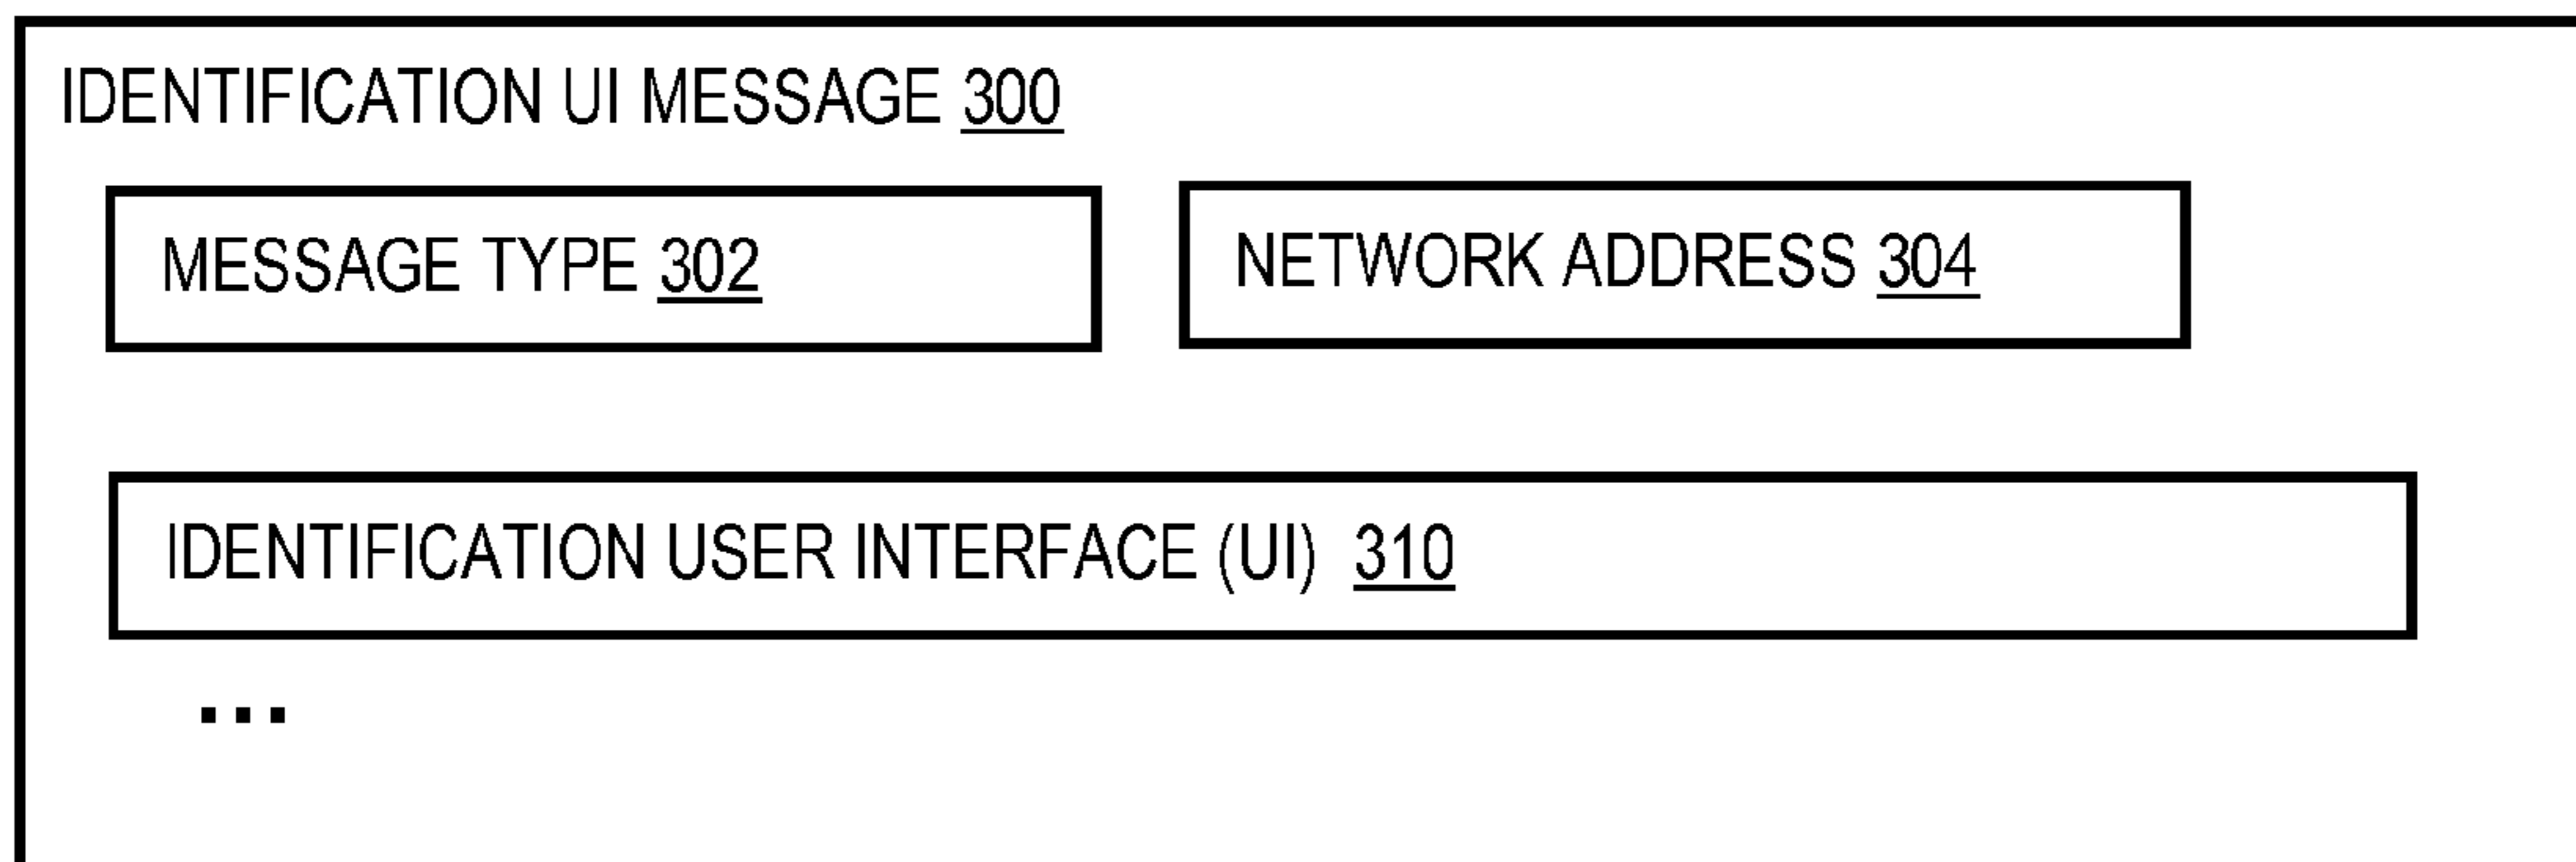 IDENTIFICATION UI MESSAGE 300
MESSAGE TYPE 302
NETWORK ADDRESS 304
IDENTIFICATION USER INTERFACE (UI) 310
...